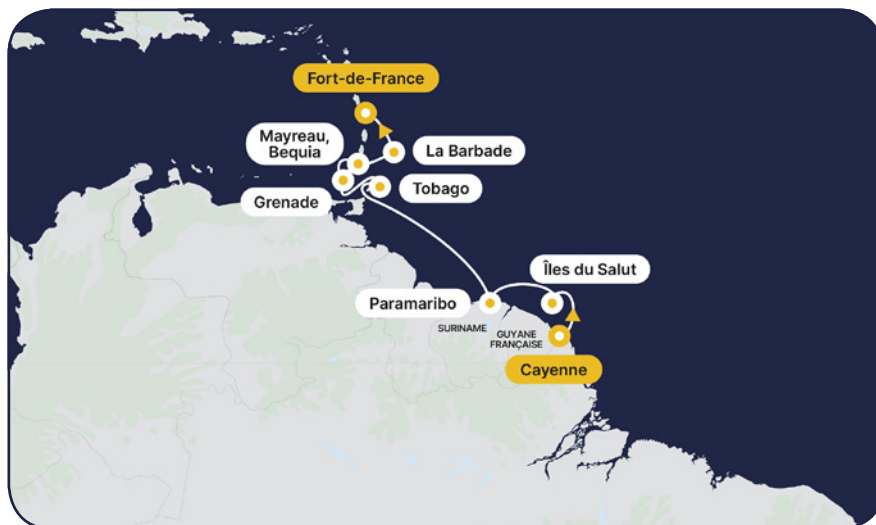 Fort-de-France
Mayreau,
Bequia
La Barbade
Grenade
Tobago
Îles du Salut
Paramaribo
SURINAME
GUYANE
FRANÇAISE
Cayenne